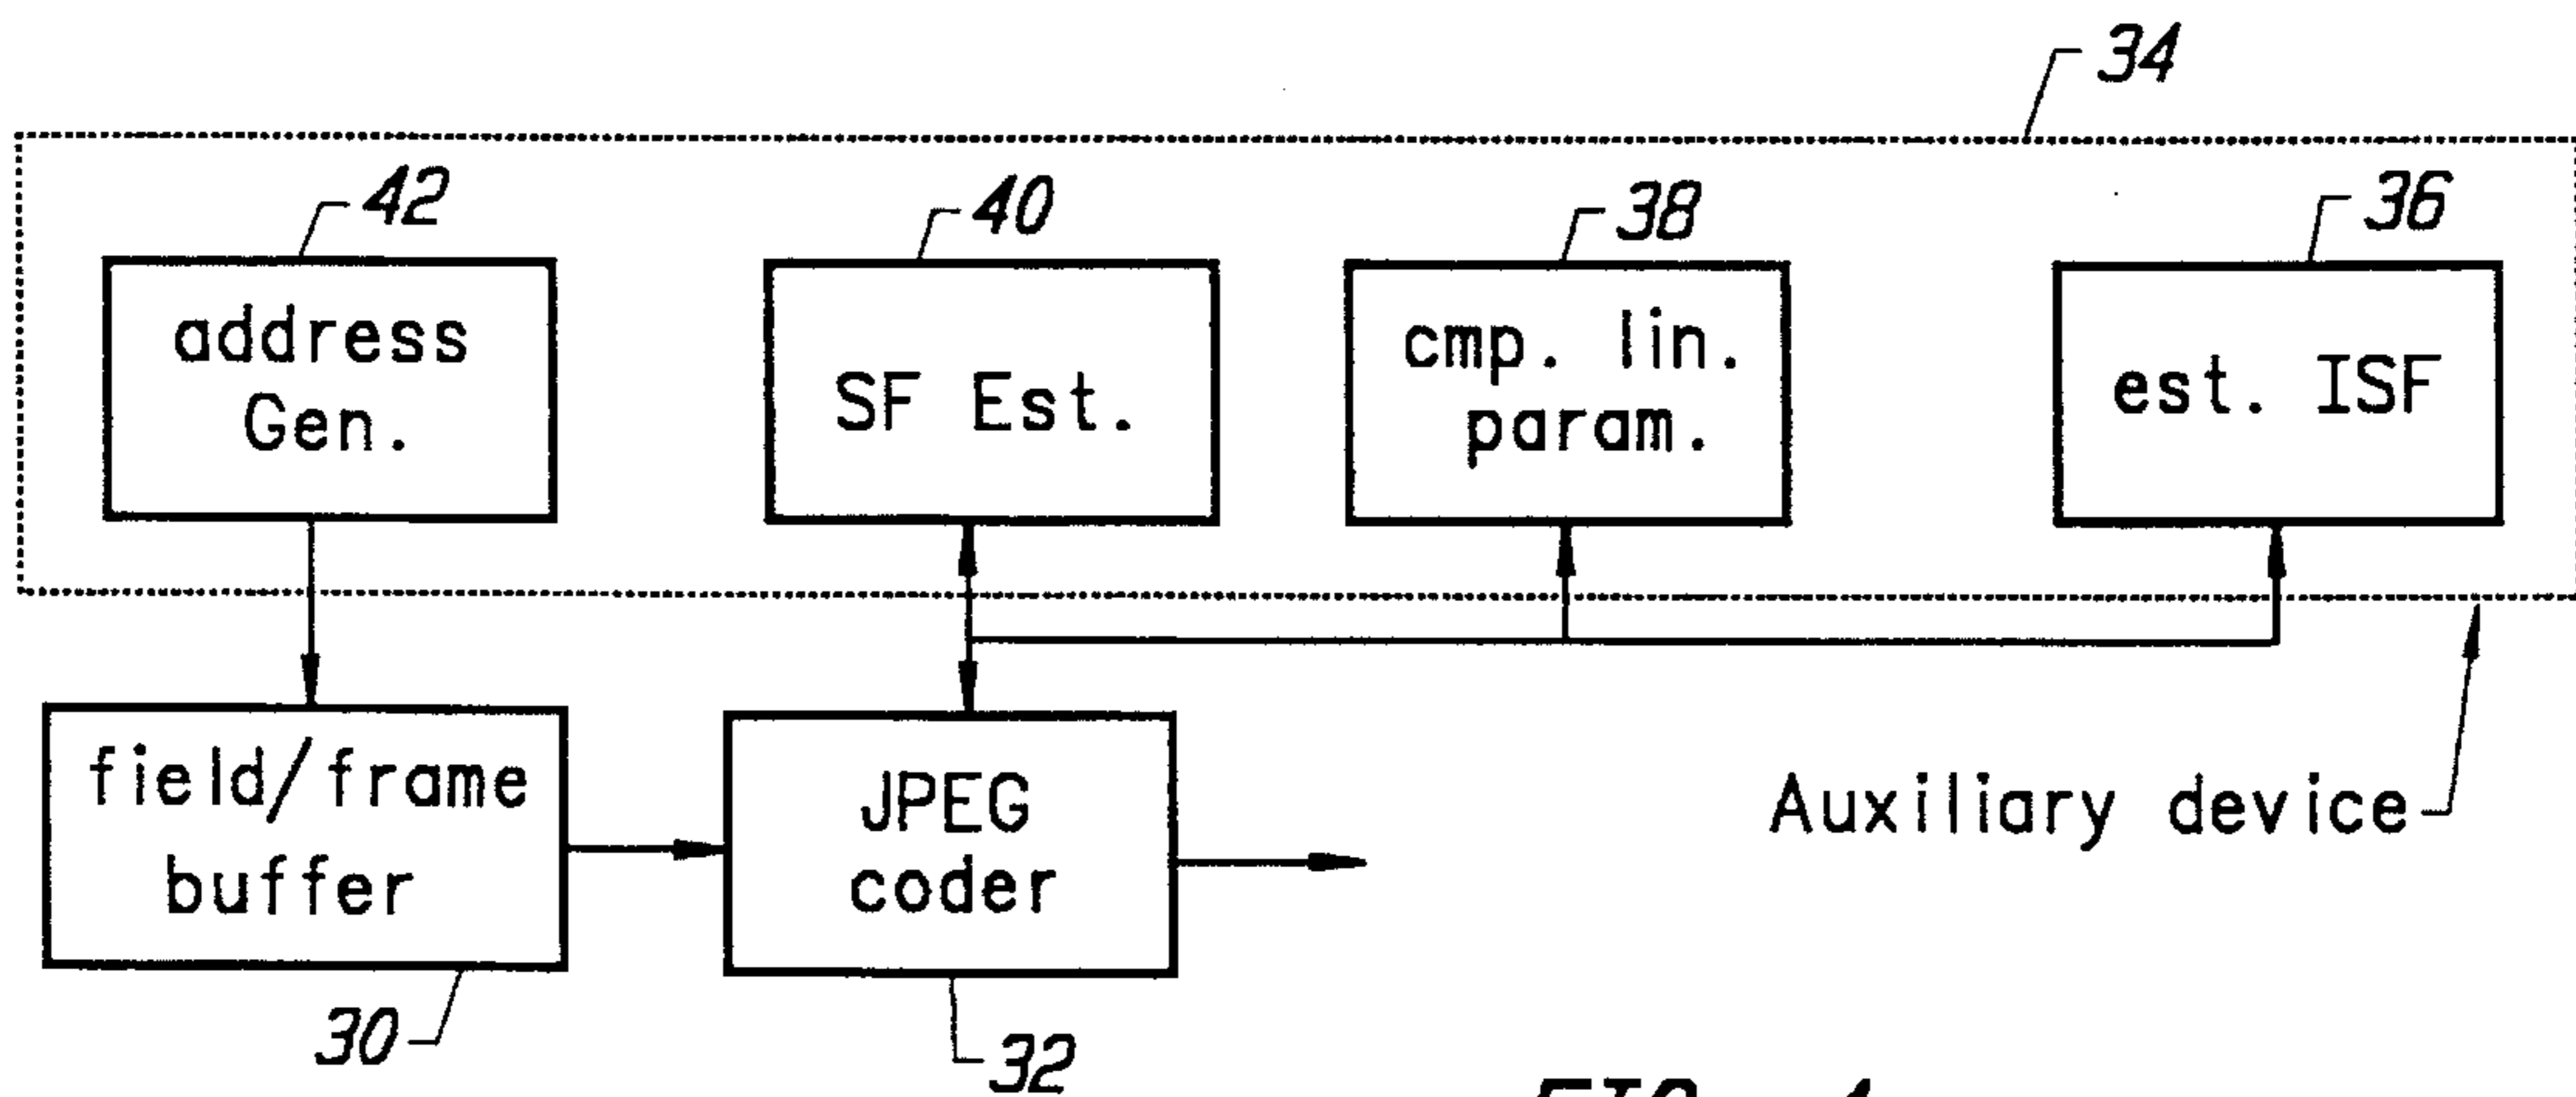 34
42
40
38
36
address
Gen.
SF Est.
cmp. lin.
param.
est. ISF
field/frame
buffer
JPEG
coder
Auxiliary device
30
32